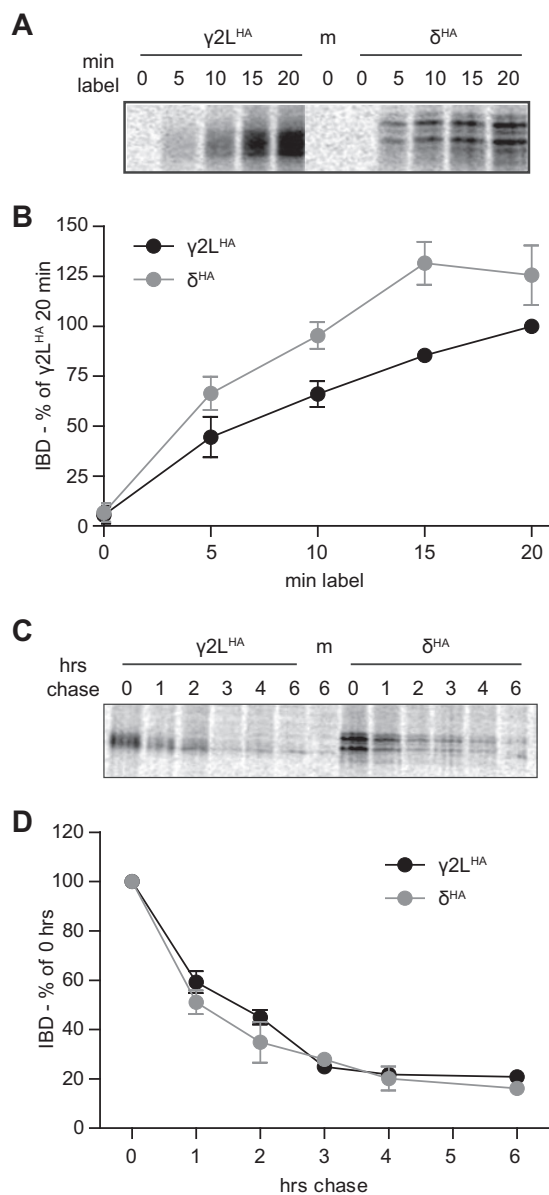 A
γ2L^HA m δ^HA
min label 0 5 10 15 20 0 0 5 10 15 20
B
150
125
100
75
50
25
0
IBD - % of γ2L^HA 20 min
γ2L^HA
δ^HA
0 5 10 15 20
min label
C
γ2L^HA m δ^HA
hrs chase 0 1 2 3 4 6 6 0 1 2 3 4 6
D
120
100
80
60
40
20
0
IBD - % of 0 hrs
γ2L^HA
δ^HA
0 1 2 3 4 5 6
hrs chase